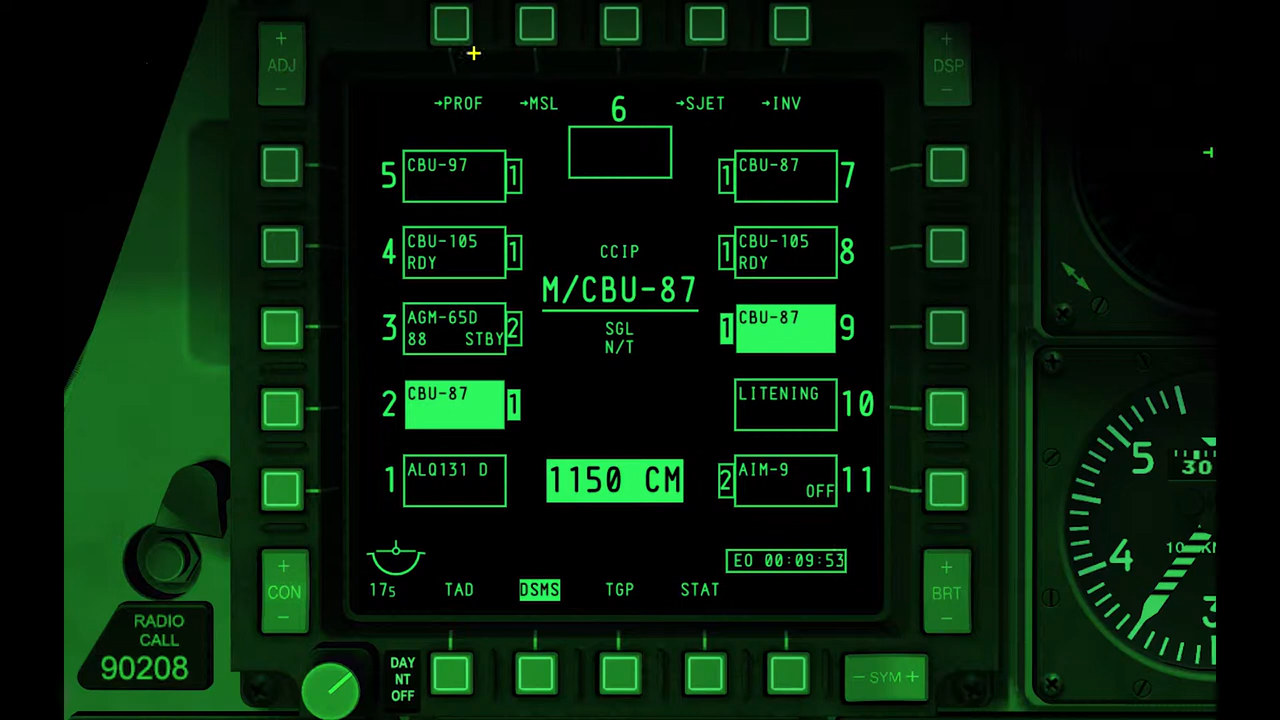 + ADJ -
+ DSP -
→PROF →MSL 6 →SJET →INV
5 CBU-97 1
1 CBU-87 7
4 CBU-105 RDY 1
CCIP
1 CBU-105 RDY 8
M/CBU-87
3 AGM-65D 88 STBY 2
SGL
N/T
1 CBU-87 9
2 CBU-87 1
LITENING 10
1 ALQ131 D
1150 CM
2 AIM-9 OFF 11
EO 00:09:53
17s TAD DSMS TGP STAT
+ CON -
+ BRT -
RADIO
CALL
90208
DAY
NT
OFF
- SYM +
5
30
4
3